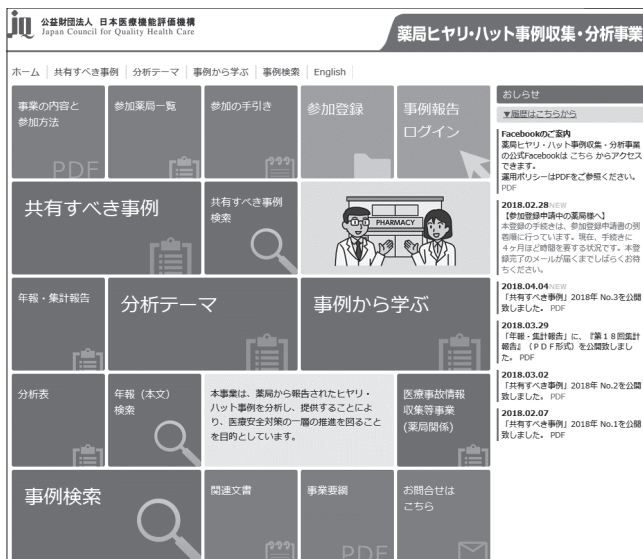 公益財団法人 日本医療機能評価機構
Japan Council for Quality Health Care
薬局ヒヤリ・ハット事例収集・分析事業
ホーム | 共有すべき事例 | 分析テーマ | 事例から学ぶ | 事例検索 | English
事業の内容と
参加方法
PDF
参加薬局一覧
参加の手引き
参加登録
事例報告
ログイン
共有すべき事例
共有すべき事例
検索
PHARMACY
年報・集計報告
分析テーマ
事例から学ぶ
分析表
年報（本文）
検索
本事業は、薬局から報告されたヒヤリ・
ハット事例を分析し、提供することによ
り、医療安全対策の一層の推進を図ること
を目的としています。
医療事故情報
収集等事業
(薬局関係)
事例検索
関連文書
事業要綱
PDF
お問合せは
こちら
おしらせ
▼履歴はこちらから
Facebookのご案内
薬局ヒヤリ・ハット事例収集・分析事業
の公式Facebookは こちら からアクセス
できます。
運用ポリシーはPDFをご参照ください。
PDF
2018.02.28NEW
【参加登録申請中の薬局様へ】
本登録の手続きは、参加登録申請書の到
着順に行っています。現在、手続きに
４ヶ月ほど時間を要する状況です。本登
録完了のメールが届くまでしばらくお待
ちください。
2018.04.04NEW
「共有すべき事例」2018年 No.3を公開
致しました。 PDF
2018.03.29
「年報・集計報告」に、『第１８回集計
報告』（ＰＤＦ形式）を公開致しまし
た。 PDF
2018.03.02
「共有すべき事例」2018年 No.2を公開
致しました。 PDF
2018.02.07
「共有すべき事例」2018年 No.1を公開
致しました。 PDF